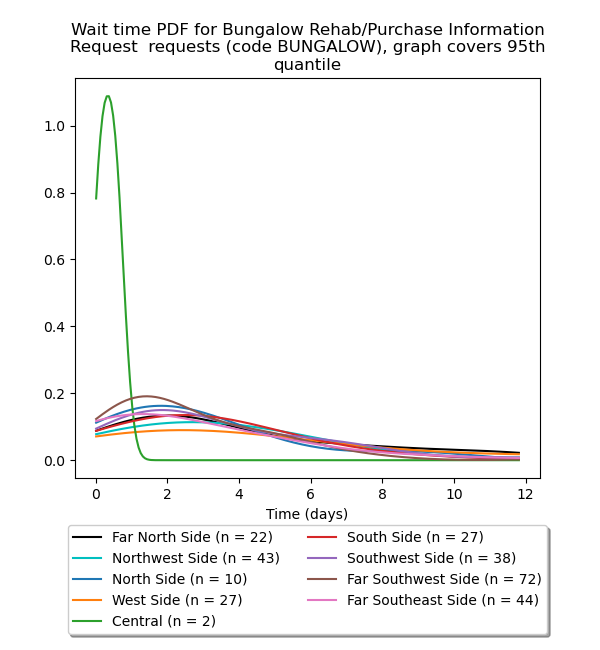 Wait time PDF for Bungalow Rehab/Purchase Information
Request  requests (code BUNGALOW), graph covers 95th
quantile
1.0
0.8
0.6
0.4
0.2
0.0
0 2 4 6 8 10 12
Time (days)
Far North Side (n = 22)
Northwest Side (n = 43)
North Side (n = 10)
West Side (n = 27)
Central (n = 2)
South Side (n = 27)
Southwest Side (n = 38)
Far Southwest Side (n = 72)
Far Southeast Side (n = 44)